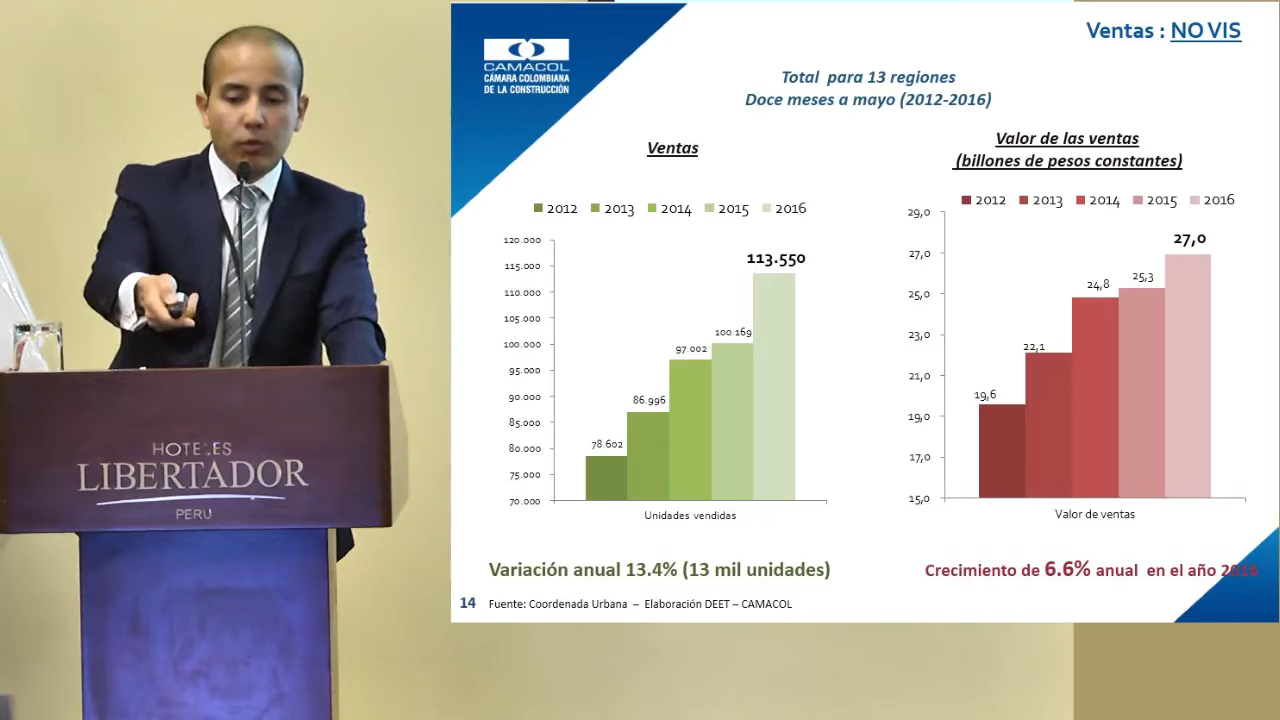 HOTELES
LIBERTADOR
PERU
CAMACOL
CÁMARA COLOMBIANA
DE LA CONSTRUCCIÓN
Ventas : NO VIS
Total para 13 regiones
Doce meses a mayo (2012-2016)
Ventas
2012 2013 2014 2015 2016
120.000
115.000
110.000
105.000
100.000
95.000
90.000
85.000
80.000
75.000
70.000
78.602
86.996
97.002
100.169
113.550
Unidades vendidas
Variación anual 13.4% (13 mil unidades)
Valor de las ventas
(billones de pesos constantes)
2012 2013 2014 2015 2016
29,0
27,0
25,0
23,0
21,0
19,0
17,0
15,0
19,6
22,1
24,8
25,3
27,0
Valor de ventas
Crecimiento de 6.6% anual en el año 2016
14 Fuente: Coordenada Urbana – Elaboración DEET – CAMACOL